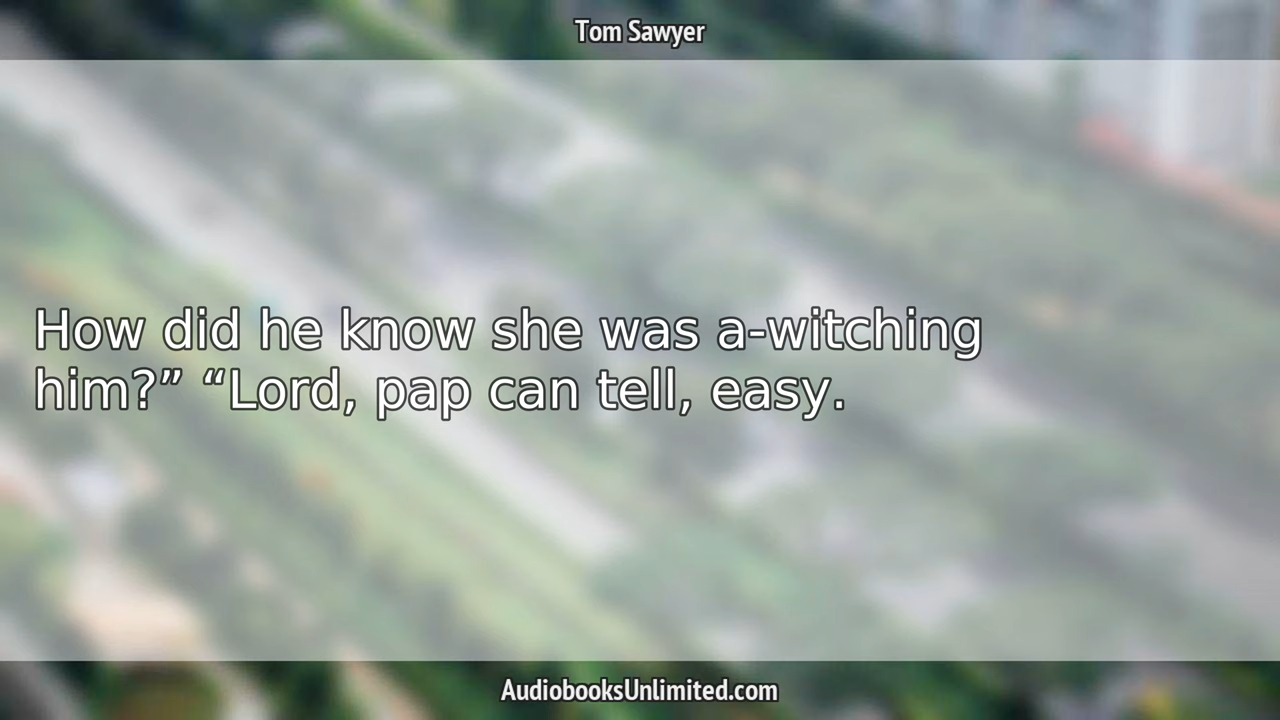 Tom Sawyer
How did he know she was a-witching
him?” “Lord, pap can tell, easy.
AudiobooksUnlimited.com